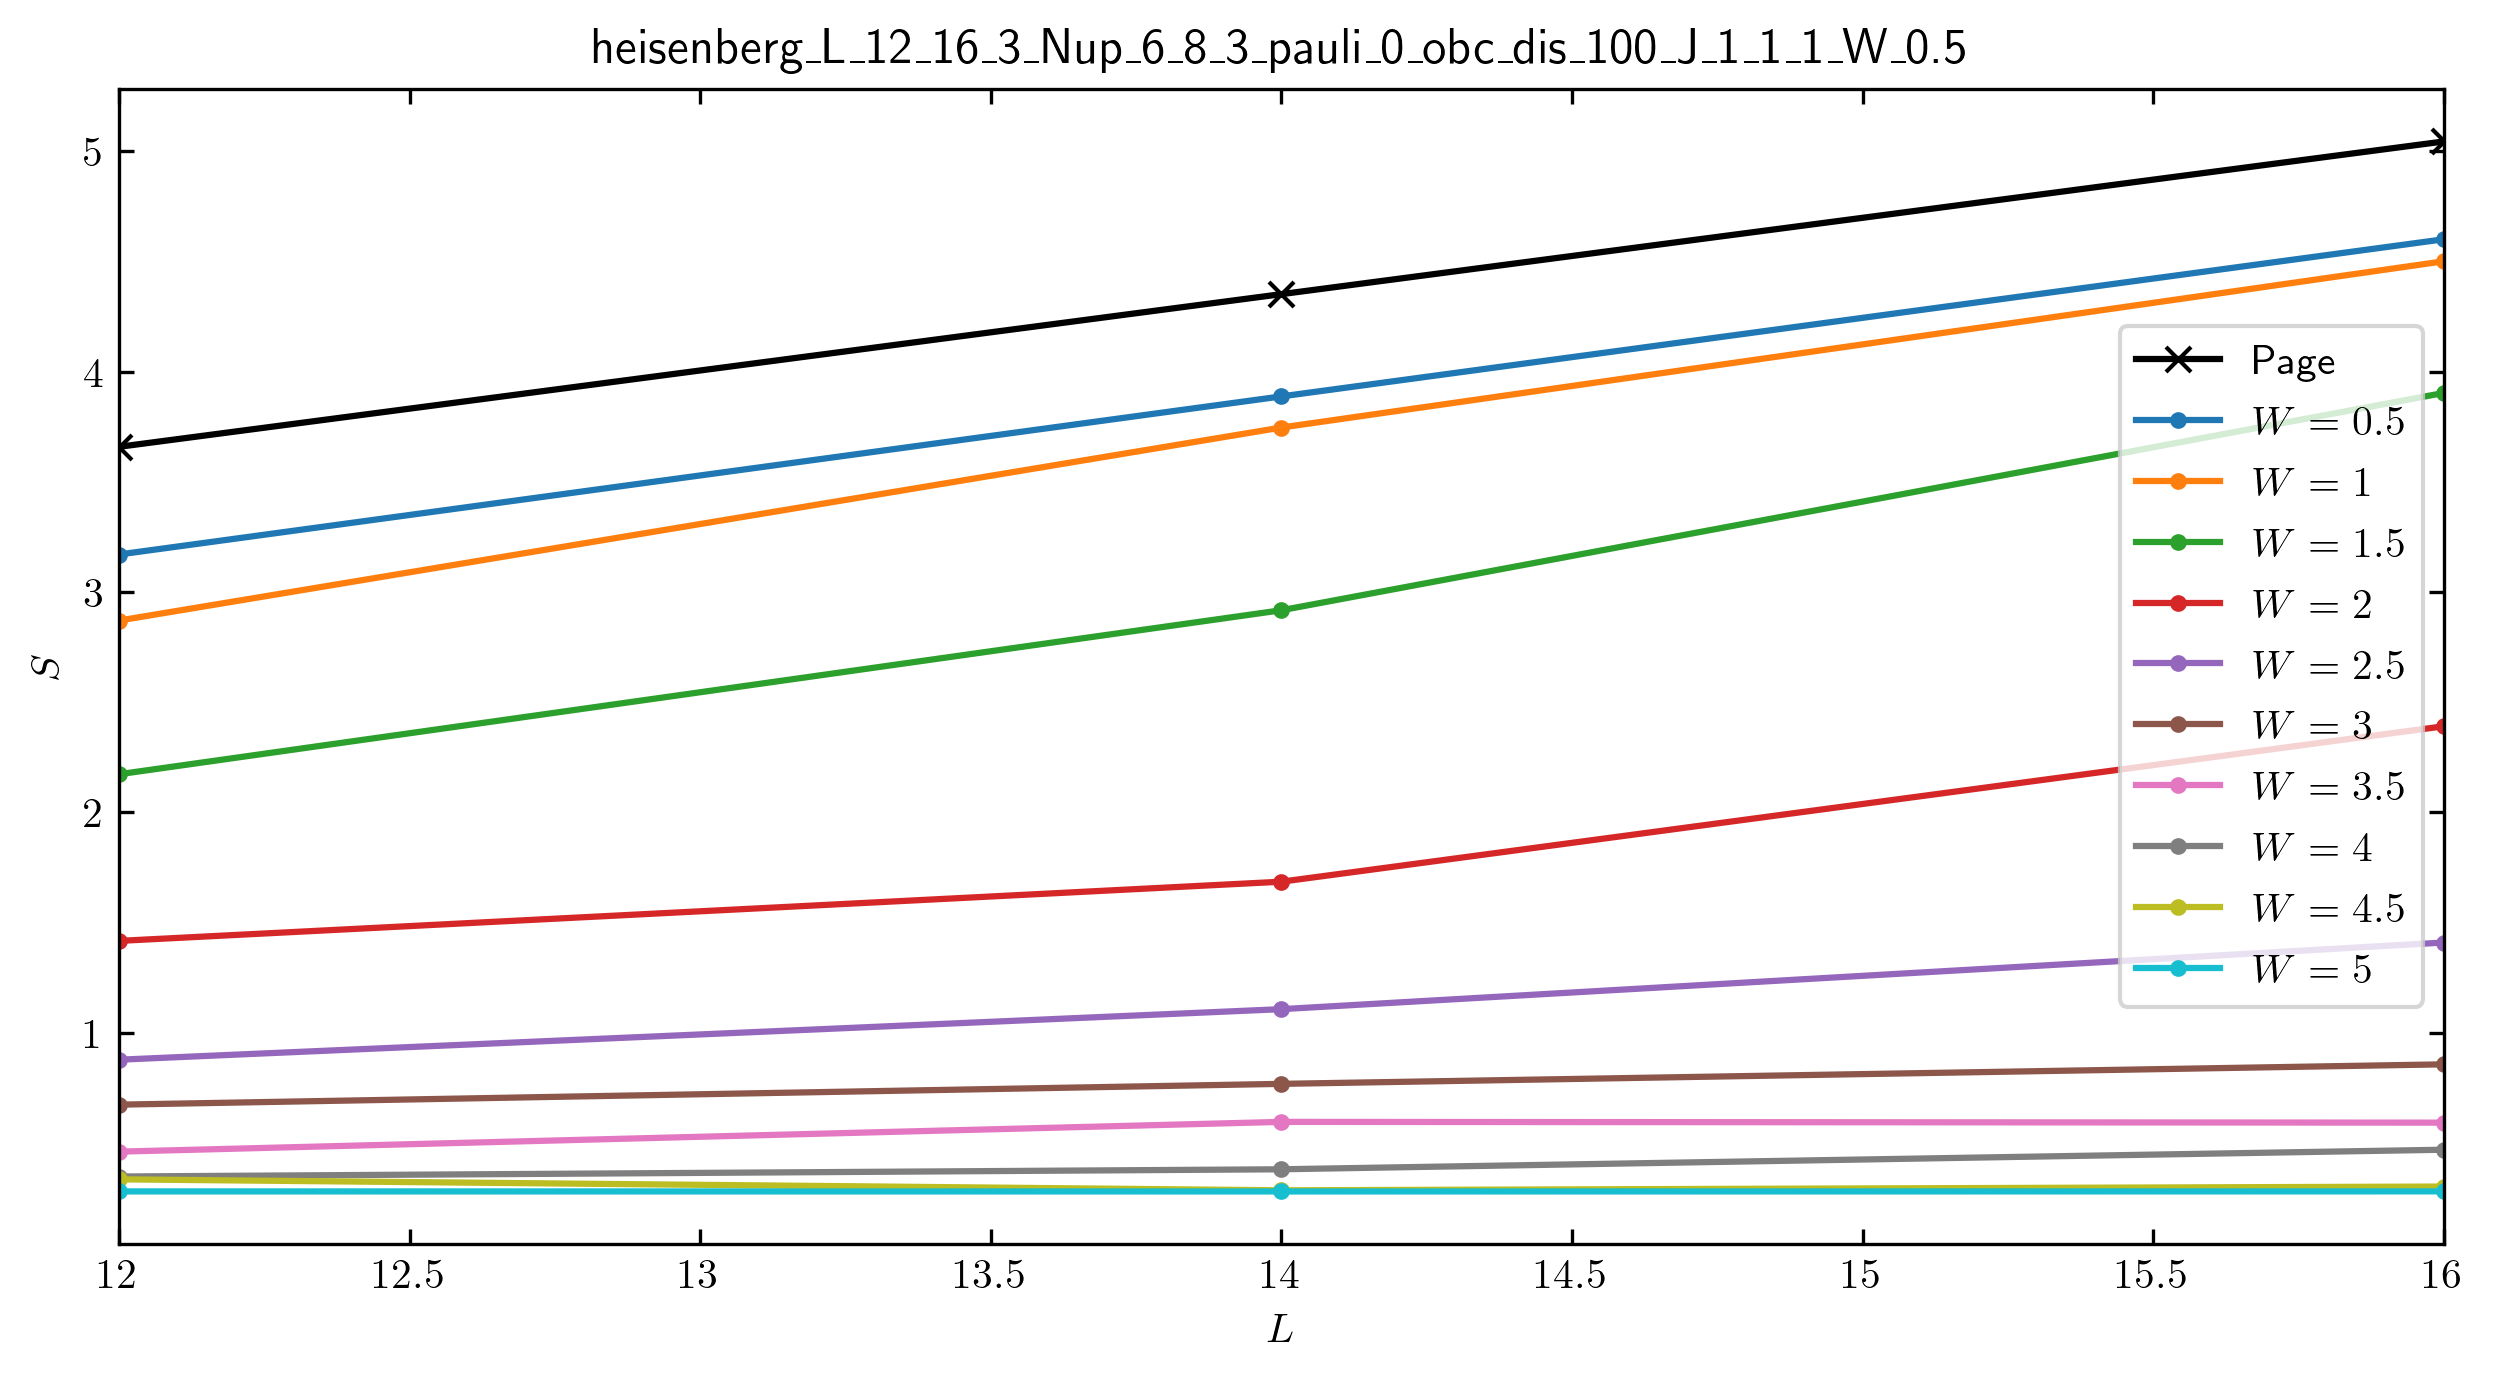 heisenberg_L_12_16_3_Nup_6_8_3_pauli_0_obc_dis_100_J_1_1_1_W_0.5
5
4
3
2
1
S
Page
W = 0.5
W = 1
W = 1.5
W = 2
W = 2.5
W = 3
W = 3.5
W = 4
W = 4.5
W = 5
12 12.5 13 13.5 14 14.5 15 15.5 16
L